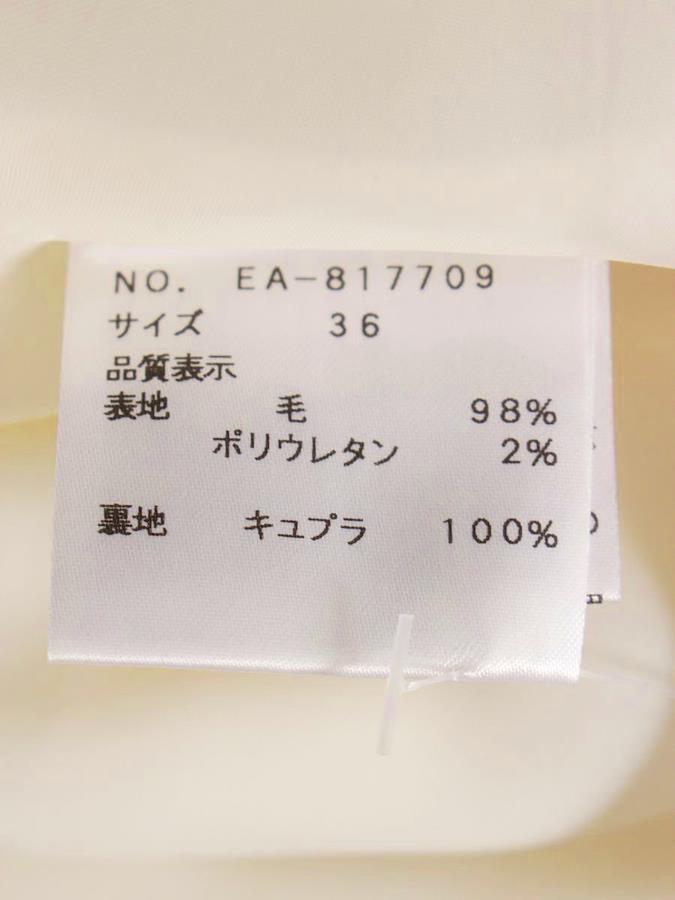 NO. EA-817709
サイズ 36
品質表示
表地 毛 98%
ポリウレタン 2%
裏地 キュプラ 100%